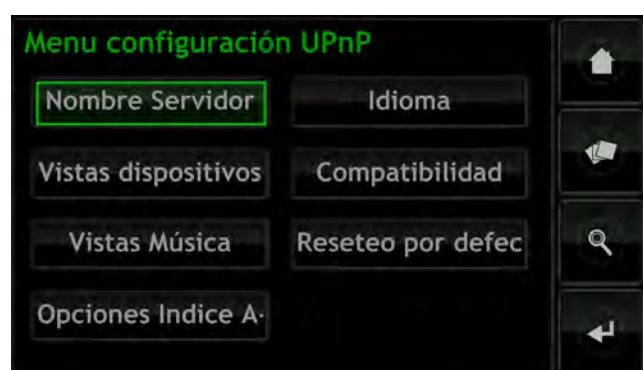 Menu configuración UPnP
Nombre Servidor
Idioma
Vistas dispositivos
Compatibilidad
Vistas Música
Reseteo por defec
Opciones Indice A·